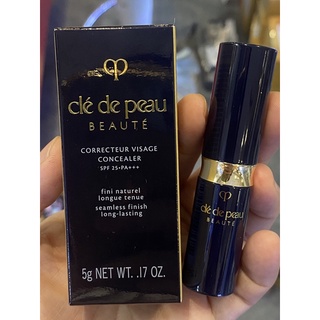 clé de peau
BEAUTÉ
CORRECTEUR VISAGE
CONCEALER
SPF 25•PA+++
fini naturel
longue tenue
seamless finish
long-lasting
5g NET WT. .17 OZ.
clé de peau
BEAUTÉ